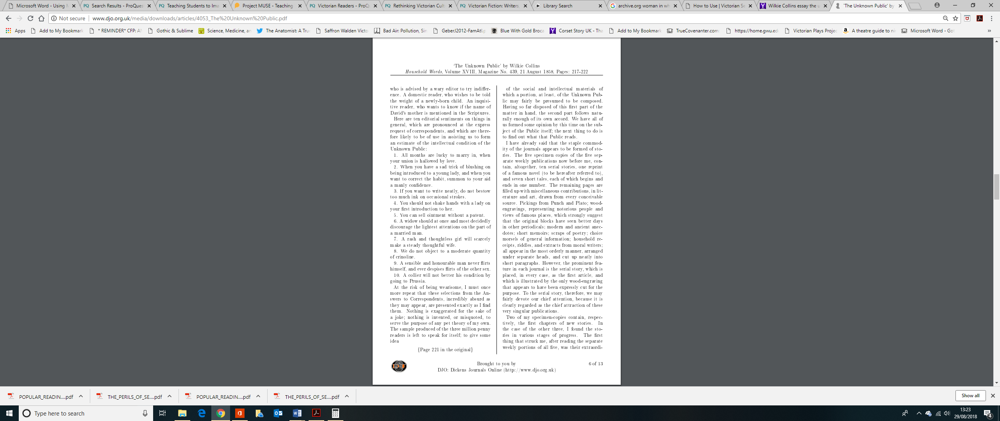 Microsoft Word - Using M
Search Results - ProQues
Teaching Students to Ima
Project MUSE - Teaching
Victorian Readers - ProQ
Rethinking Victorian Cult
Victorian Fiction: Writers,
Library Search
archive.org woman in wh
How to Use | Victorian Se
Wilkie Collins essay the u
`The Unknown Public' by
Not secure | www.djo.org.uk/media/downloads/articles/4053_The%20Unknown%20Public.pdf
Apps
Add to My Bookmark
* REMINDER* CFP: AN
Gothic & Sublime
Science, Medicine, an
The Anatomist: A Tru
Saffron Walden Victo
Bad Air: Pollution, Sin
GeberJ2012-FamAtl.p
Blue With Gold Broca
Corset Story UK - Tha
Add to My Bookmark
TrueCovenanter.com:
https://home.gwu.ed
Victorian Plays Projec
A theatre guide to ni
Microsoft Word - Got
»
‘The Unknown Public’ by Wilkie Collins
Household Words, Volume XVIII, Magazine No. 439, 21 August 1858, Pages: 217-222
who is advised by a wary editor to try indiffer-
ence. A domestic reader, who wishes to be told
the weight of a newly-born child. An inquisi-
tive reader, who wants to know if the name of
David's mother is mentioned in the Scriptures.
Here are ten editorial sentiments on things in
general, which are pronounced at the express
request of correspondents, and which are there-
fore likely to be of use in assisting us to form
an estimate of the intellectual condition of the
Unknown Public:
1. All months are lucky to marry in, when
your union is hallowed by love.
2. When you have a sad trick of blushing on
being introduced to a young lady, and when you
want to correct the habit, summon to your aid
a manly confidence.
3. If you want to write neatly, do not bestow
too much ink on occasional strokes.
4. You should not shake hands with a lady on
your first introduction to her.
5. You can sell ointment without a patent.
6. A widow should at once and most decidedly
discourage the lightest attentions on the part of
a married man.
7. A rash and thoughtless girl will scarcely
make a steady thoughtful wife.
8. We do not object to a moderate quantity
of crinoline.
9. A sensible and honourable man never flirts
himself, and ever despises flirts of the other sex.
10. A collier will not better his condition by
going to Prussia.
At the risk of being wearisome, I must once
more repeat that these selections from the An-
swers to Correspondents, incredibly absurd as
they may appear, are presented exactly as I find
them. Nothing is exaggerated for the sake of
a joke; nothing is invented, or misquoted, to
serve the purpose of any pet theory of my own.
The sample produced of the three million penny
readers is left to speak for itself; to give some
idea
{Page 221 in the original}
of the social and intellectual materials of
which a portion, at least, of the Unknown Pub-
lic may fairly be presumed to be composed.
Having so far disposed of this first part of the
matter in hand, the second part follows natu-
rally enough of its own accord. We have all of
us formed some opinion by this time on the sub-
ject of the Public itself; the next thing to do is
to find out what that Public reads.
I have already said that the staple commod-
ity of the journals appears to be formed of sto-
ries. The five specimen copies of the five sep-
arate weekly publications now before me, con-
tain, altogether, ten serial stories, one reprint
of a famous novel (to be hereafter referred to),
and seven short tales, each of which begins and
ends in one number. The remaining pages are
filled up with miscellaneous contributions, in lit-
erature and art, drawn from every conceivable
source. Pickings from Punch and Plato; wood-
engravings, representing notorious people and
views of famous places, which strongly suggest
that the original blocks have seen better days
in other periodicals; modern and ancient anec-
dotes; short memoirs; scraps of poetry; choice
morsels of general information; household re-
ceipts, riddles, and extracts from moral writers;
all appear in the most orderly manner, arranged
under separate heads, and cut up neatly into
short paragraphs. However, the prominent fea-
ture in each journal is the serial story, which is
placed, in every case, as the first article, and
which is illustrated by the only wood-engraving
that appears to have been expressly cut for the
purpose. To the serial story, therefore, we may
fairly devote our chief attention, because it is
clearly regarded as the chief attraction of these
very singular publications.
Two of my specimen-copies contain, respec-
tively, the first chapters of new stories. In
the case of the other three, I found the sto-
ries in various stages of progress. The first
thing that struck me, after reading the separate
weekly portions of all five, was their extraordi-
Brought to you by
DJO: Dickens Journals Online (http://www.djo.org.uk)
6 of 13
POPULAR_READIN....pdf
THE_PERILS_OF_SE....pdf
POPULAR_READIN....pdf
THE_PERILS_OF_SE....pdf
Show all
Type here to search
13:23
29/08/2018
4